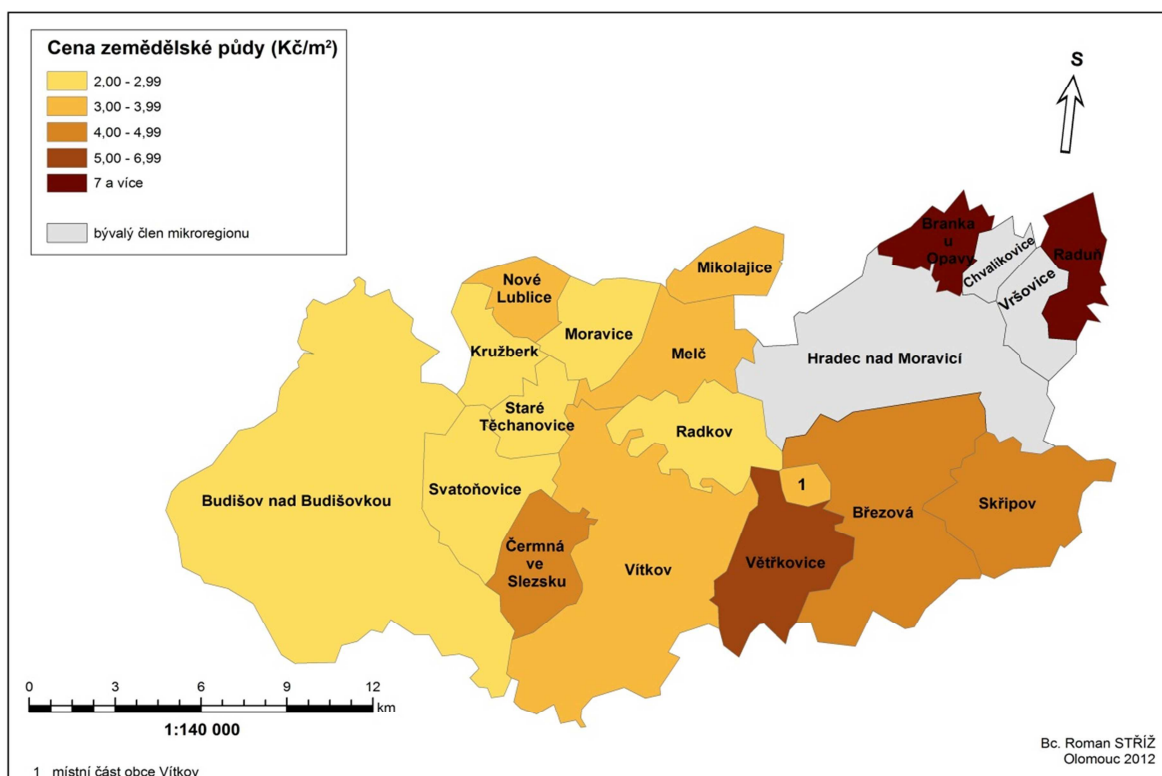 Cena zemědělské půdy (Kč/m²)
2,00 - 2,99
3,00 - 3,99
4,00 - 4,99
5,00 - 6,99
7 a více
bývalý člen mikroregionu
S
Branka
u
Opavy
Chvalíkovice
Raduň
Vršovice
Mikolajice
Nové
Lublice
Moravice
Kružberk
Melč
Hradec nad Moravicí
Staré
Těchanovice
Radkov
Budišov nad Budišovkou
Svatoňovice
1
Březová
Skřipov
Čermná
ve
Slezsku
Vítkov
Větřkovice
0 3 6 9 12
km
1:140 000
Bc. Roman STŘÍŽ
Olomouc 2012
1 místní část obce Vítkov